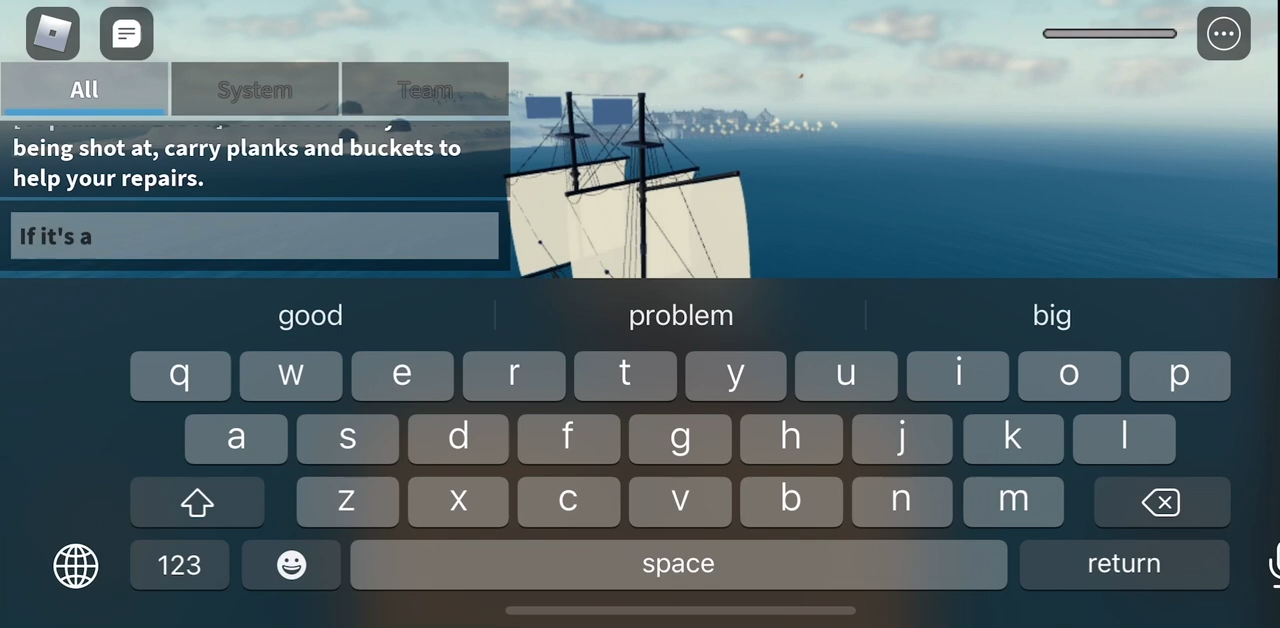 All
System
Team
being shot at, carry planks and buckets to
help your repairs.
If it's a
good
problem
big
q w e r t y u i o p
a s d f g h j k l
z x c v b n m
123
space
return